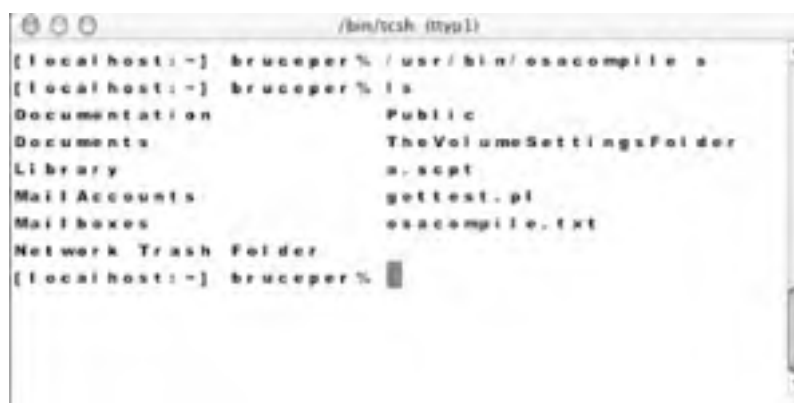 /bin/tcsh (ttyp1)
[localhost:~] bruceper% /usr/bin/osacompile s
[localhost:~] bruceper% ls
Documentation Public
Documents TheVolumeSettingsFolder
Library a.scpt
MailAccounts gettest.pl
Mailboxes osacompile.txt
Network Trash Folder
[localhost:~] bruceper%